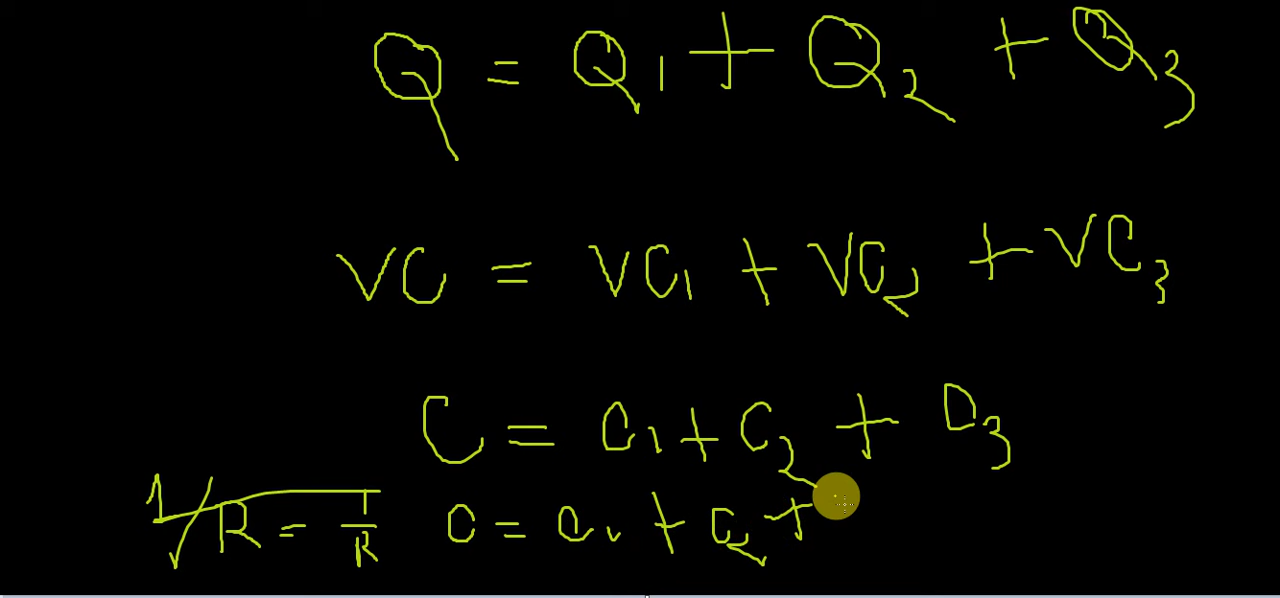 Q = Q1 + Q2 + Q3
VC = VC1 + VC2 + VC3
C = C1 + C2 + C3
1/R = 1/R C = C1 + C2 +